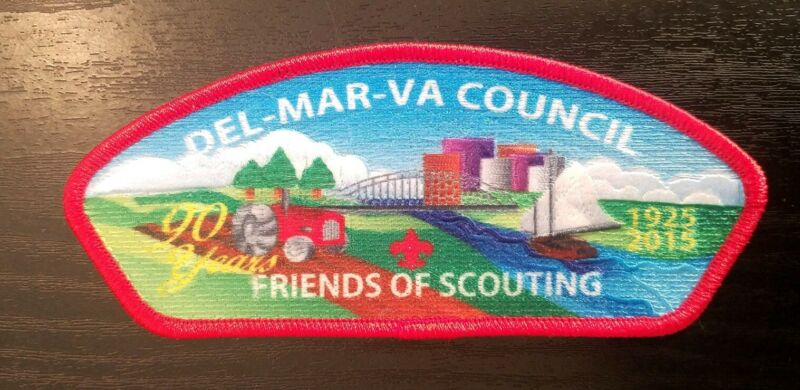 DEL-MAR-VA COUNCIL
90
Years
1925
2015
FRIENDS OF SCOUTING